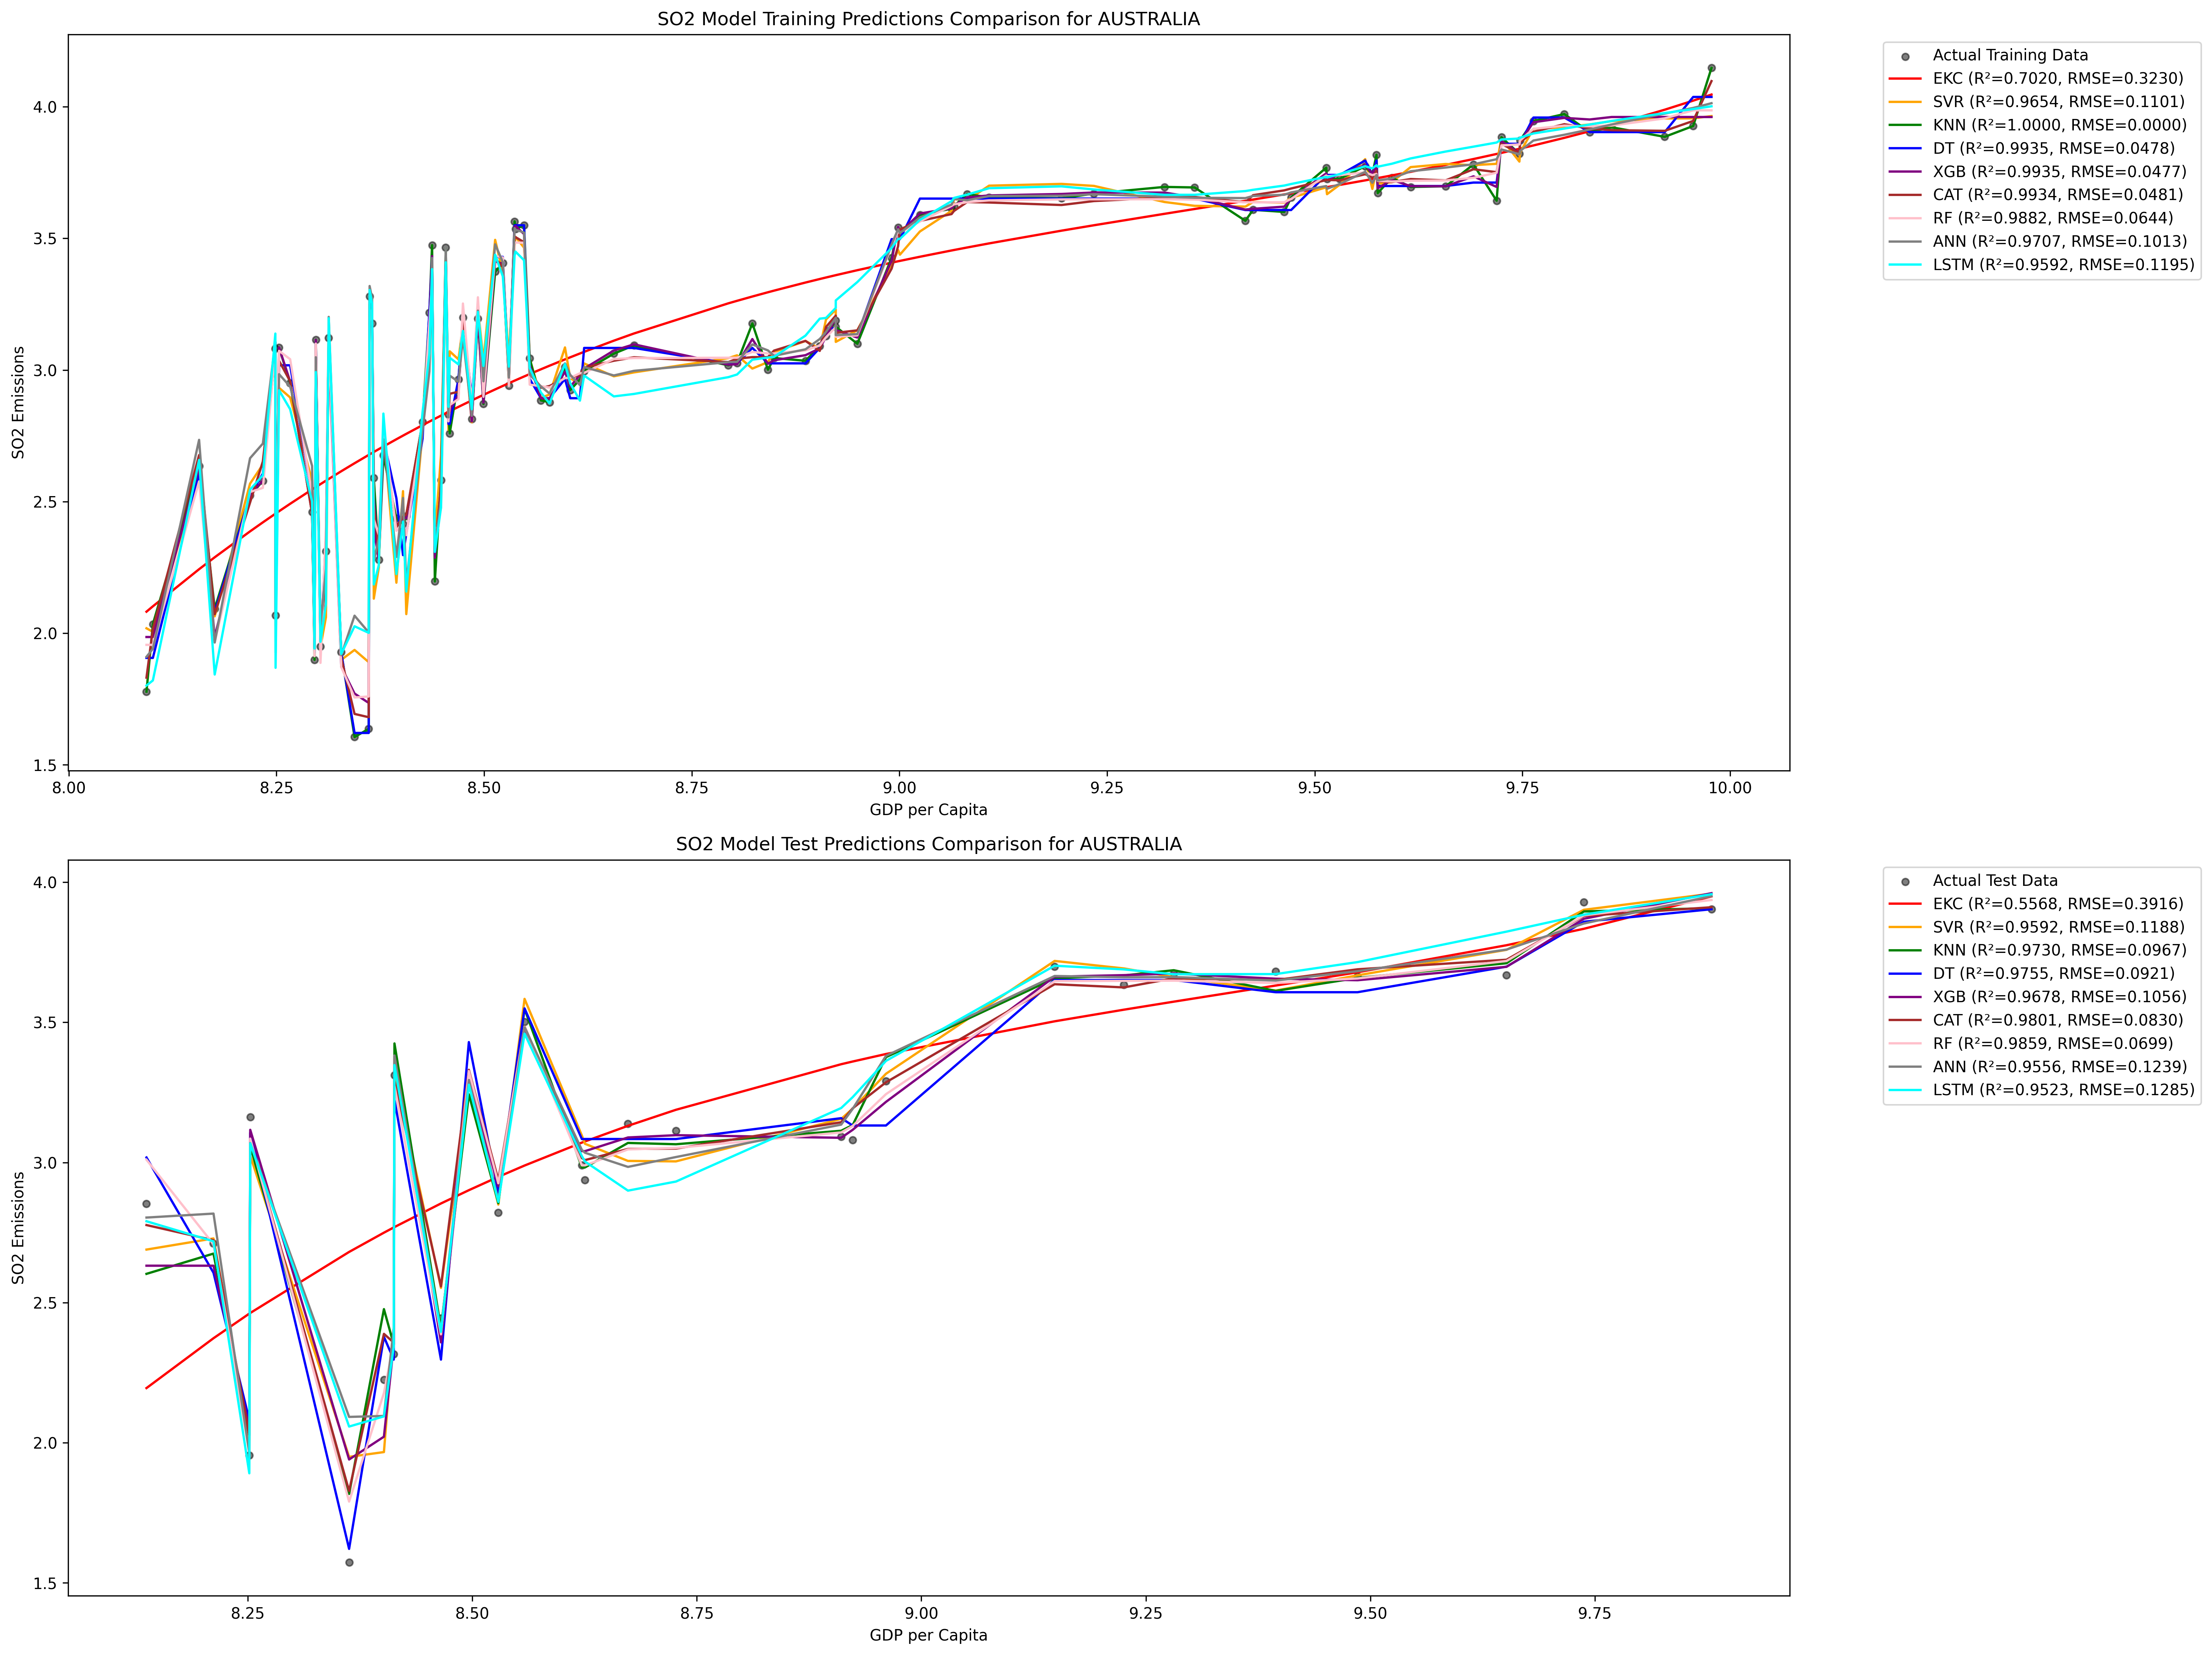 SO2 Model Training Predictions Comparison for AUSTRALIA
SO2 Emissions
4.0
3.5
3.0
2.5
2.0
1.5
8.00 8.25 8.50 8.75 9.00 9.25 9.50 9.75 10.00
GDP per Capita
Actual Training Data
EKC (R²=0.7020, RMSE=0.3230)
SVR (R²=0.9654, RMSE=0.1101)
KNN (R²=1.0000, RMSE=0.0000)
DT (R²=0.9935, RMSE=0.0478)
XGB (R²=0.9935, RMSE=0.0477)
CAT (R²=0.9934, RMSE=0.0481)
RF (R²=0.9882, RMSE=0.0644)
ANN (R²=0.9707, RMSE=0.1013)
LSTM (R²=0.9592, RMSE=0.1195)
SO2 Model Test Predictions Comparison for AUSTRALIA
SO2 Emissions
4.0
3.5
3.0
2.5
2.0
1.5
8.25 8.50 8.75 9.00 9.25 9.50 9.75
GDP per Capita
Actual Test Data
EKC (R²=0.5568, RMSE=0.3916)
SVR (R²=0.9592, RMSE=0.1188)
KNN (R²=0.9730, RMSE=0.0967)
DT (R²=0.9755, RMSE=0.0921)
XGB (R²=0.9678, RMSE=0.1056)
CAT (R²=0.9801, RMSE=0.0830)
RF (R²=0.9859, RMSE=0.0699)
ANN (R²=0.9556, RMSE=0.1239)
LSTM (R²=0.9523, RMSE=0.1285)